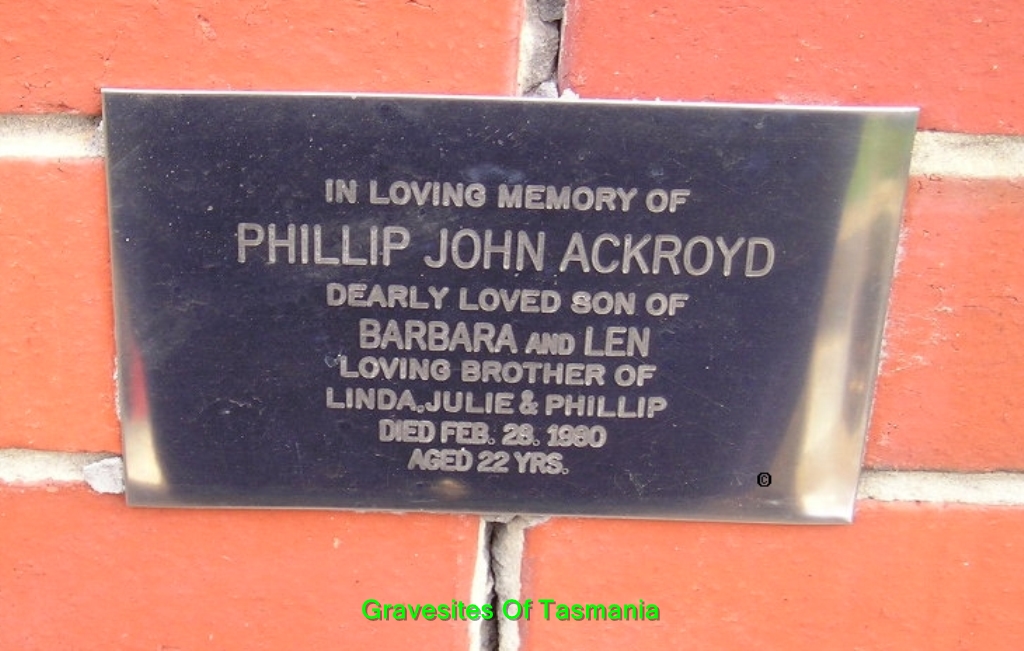 IN LOVING MEMORY OF
PHILLIP JOHN ACKROYD
DEARLY LOVED SON OF
BARBARA AND LEN
LOVING BROTHER OF
LINDA, JULIE & PHILLIP
DIED FEB. 28. 1980
AGED 22 YRS.
©
Gravesites Of Tasmania